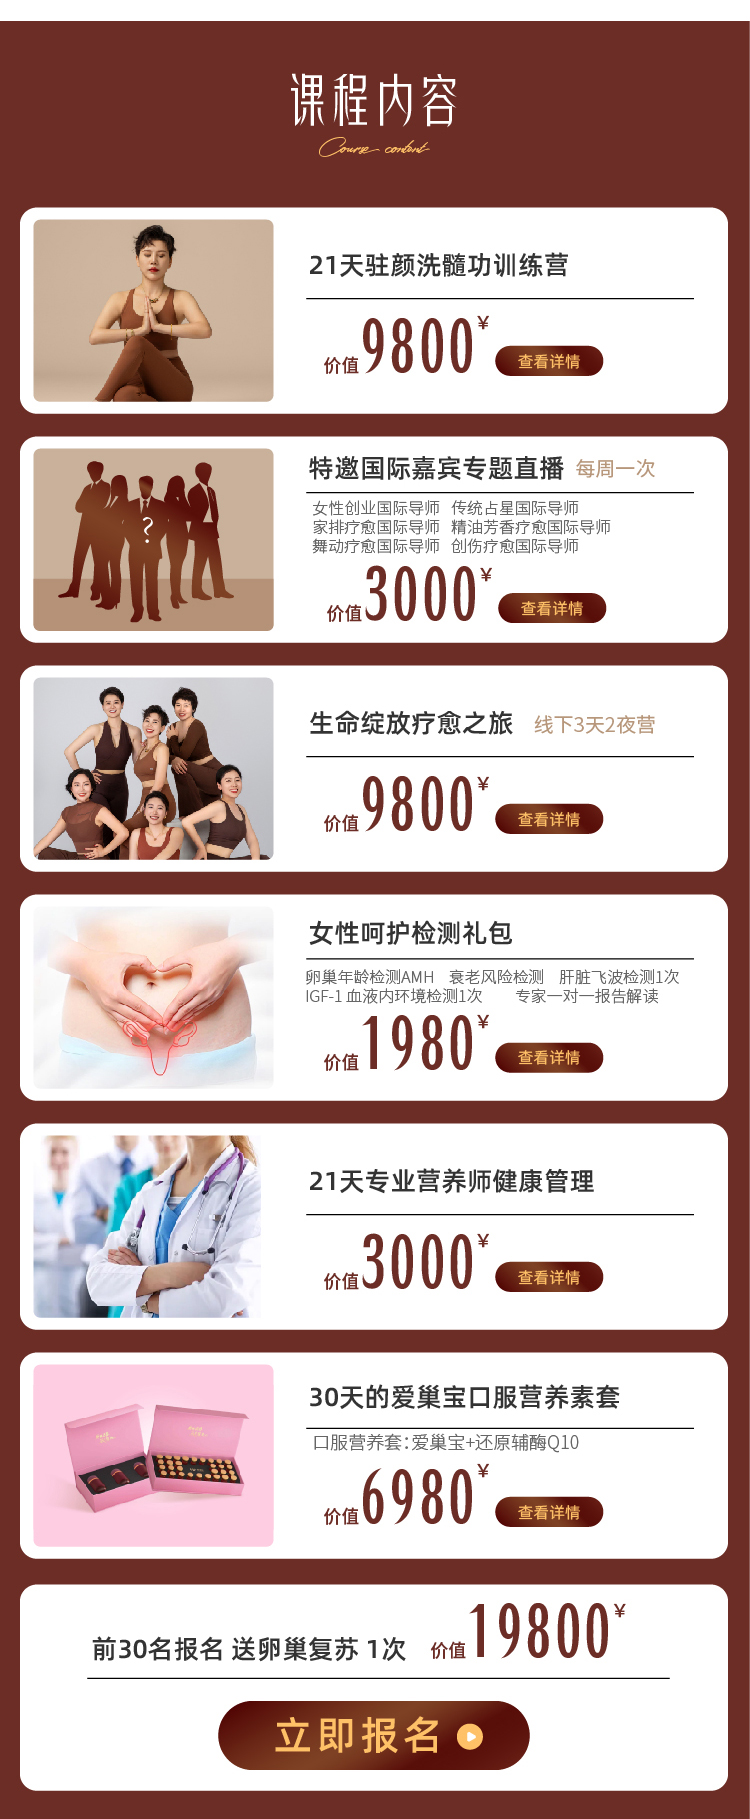 课程内容
Course content
21天驻颜洗髓功训练营
价值9800¥ 查看详情
特邀国际嘉宾专题直播 每周一次
女性创业国际导师 传统占星国际导师
家排疗愈国际导师 精油芳香疗愈国际导师
舞动疗愈国际导师 创伤疗愈国际导师
?
价值3000¥ 查看详情
生命绽放疗愈之旅 线下3天2夜营
价值9800¥ 查看详情
女性呵护检测礼包
卵巢年龄检测AMH 衰老风险检测 肝脏飞波检测1次
IGF-1 血液内环境检测1次 专家一对一报告解读
价值1980¥ 查看详情
21天专业营养师健康管理
价值3000¥ 查看详情
30天的爱巢宝口服营养素套
口服营养套:爱巢宝+还原辅酶Q10
价值6980¥ 查看详情
前30名报名 送卵巢复苏 1次 价值19800¥
立即报名